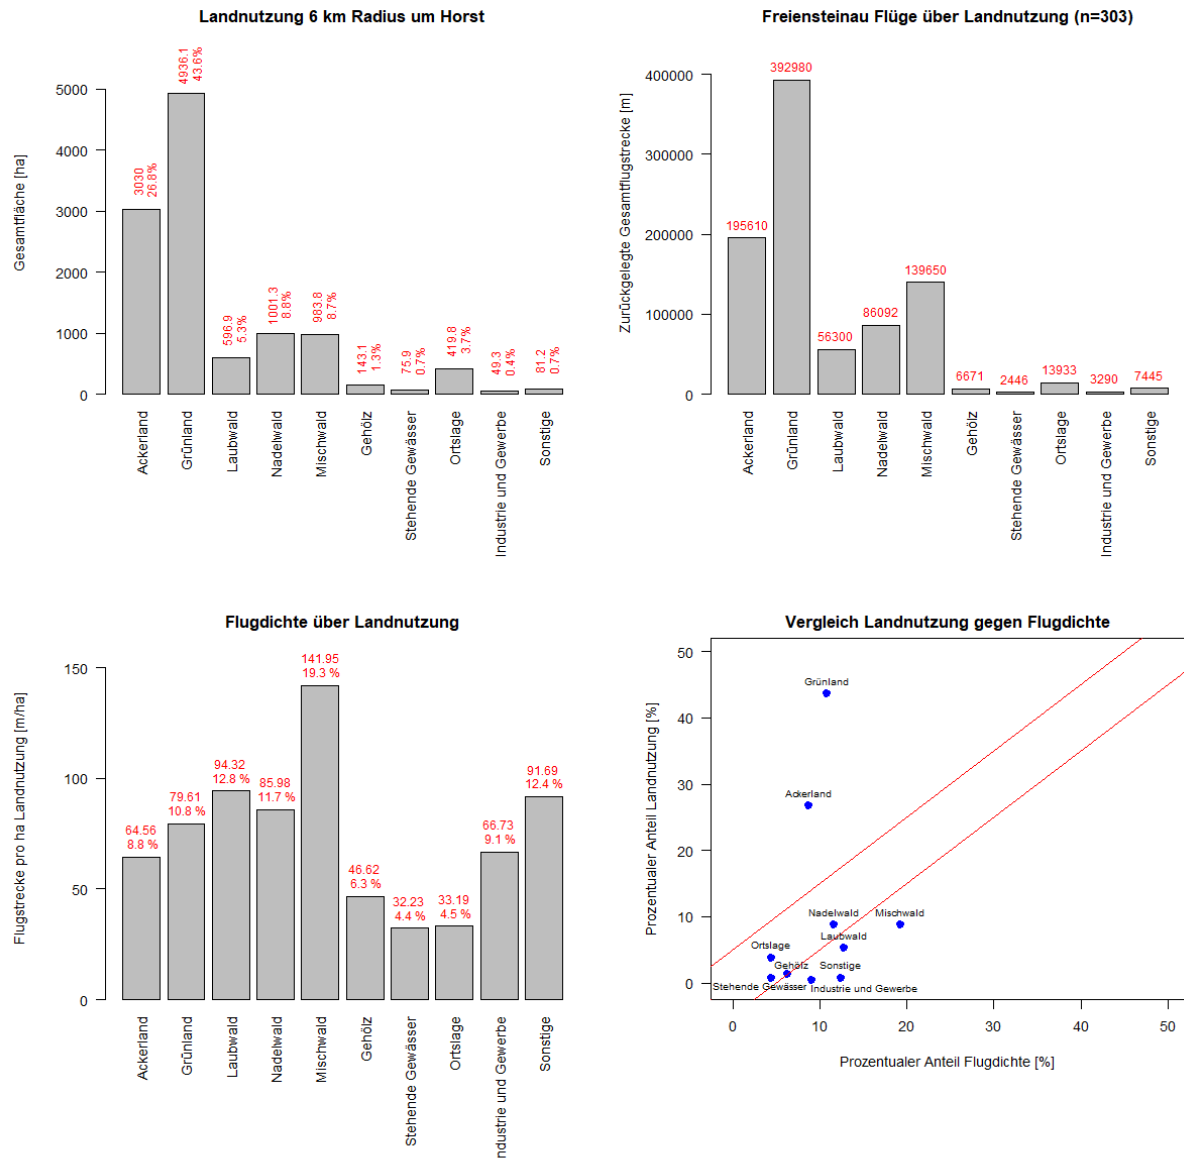 Landnutzung 6 km Radius um Horst
Gesamtfläche [ha]
5000
4000
3000
2000
1000
0
3030
26.8%
4936.1
43.6%
596.9
5.3%
1001.3
8.8%
983.8
8.7%
143.1
1.3%
75.9
0.7%
419.8
3.7%
49.3
0.4%
81.2
0.7%
Ackerland
Grünland
Laubwald
Nadelwald
Mischwald
Gehölz
Stehende Gewässer
Ortslage
Industrie und Gewerbe
Sonstige
Freiensteinau Flüge über Landnutzung (n=303)
Zurückgelegte Gesamtflugstrecke [m]
400000
300000
200000
100000
0
195610
392980
56300
86092
139650
6671
2446
13933
3290
7445
Ackerland
Grünland
Laubwald
Nadelwald
Mischwald
Gehölz
Stehende Gewässer
Ortslage
Industrie und Gewerbe
Sonstige
Flugdichte über Landnutzung
Flugstrecke pro ha Landnutzung [m/ha]
150
100
50
0
64.56
8.8 %
79.61
10.8 %
94.32
12.8 %
85.98
11.7 %
141.95
19.3 %
46.62
6.3 %
32.23
4.4 %
33.19
4.5 %
66.73
9.1 %
91.69
12.4 %
Ackerland
Grünland
Laubwald
Nadelwald
Mischwald
Gehölz
Stehende Gewässer
Ortslage
ndustrie und Gewerbe
Sonstige
Vergleich Landnutzung gegen Flugdichte
Prozentualer Anteil Landnutzung [%]
50
40
30
20
10
0
Grünland
Ackerland
Nadelwald
Mischwald
Laubwald
Ortslage
Gehölz
Sonstige
Stehende Gewässer
Industrie und Gewerbe
0
10
20
30
40
50
Prozentualer Anteil Flugdichte [%]